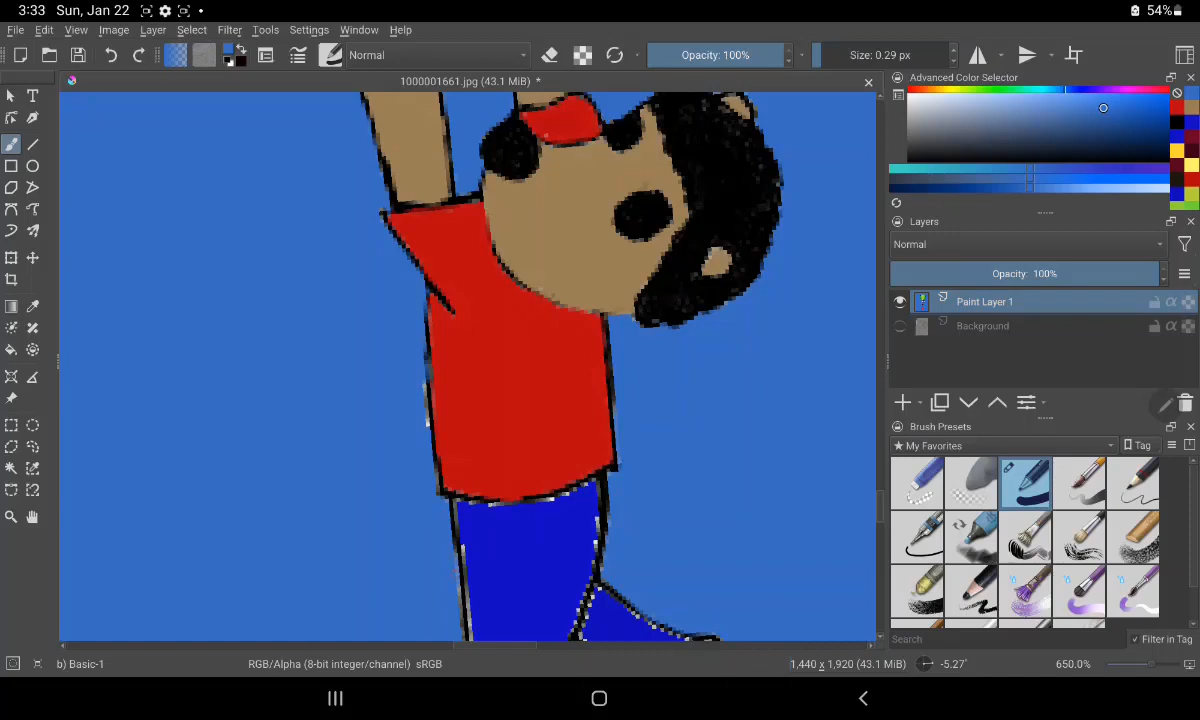 3:33 Sun, Jan 22 54%
File Edit View Image Layer Select Filter Tools Settings Window Help
Normal Opacity: 100% Size: 0.29 px
1000001661.jpg (43.1 MiB) *
Advanced Color Selector
Layers
Normal
Opacity: 100%
Paint Layer 1
Background
Brush Presets
My Favorites Tag
Search Filter in Tag
b) Basic-1 RGB/Alpha (8-bit integer/channel) sRGB 1,440 x 1,920 (43.1 MiB) -5.27° 650.0%